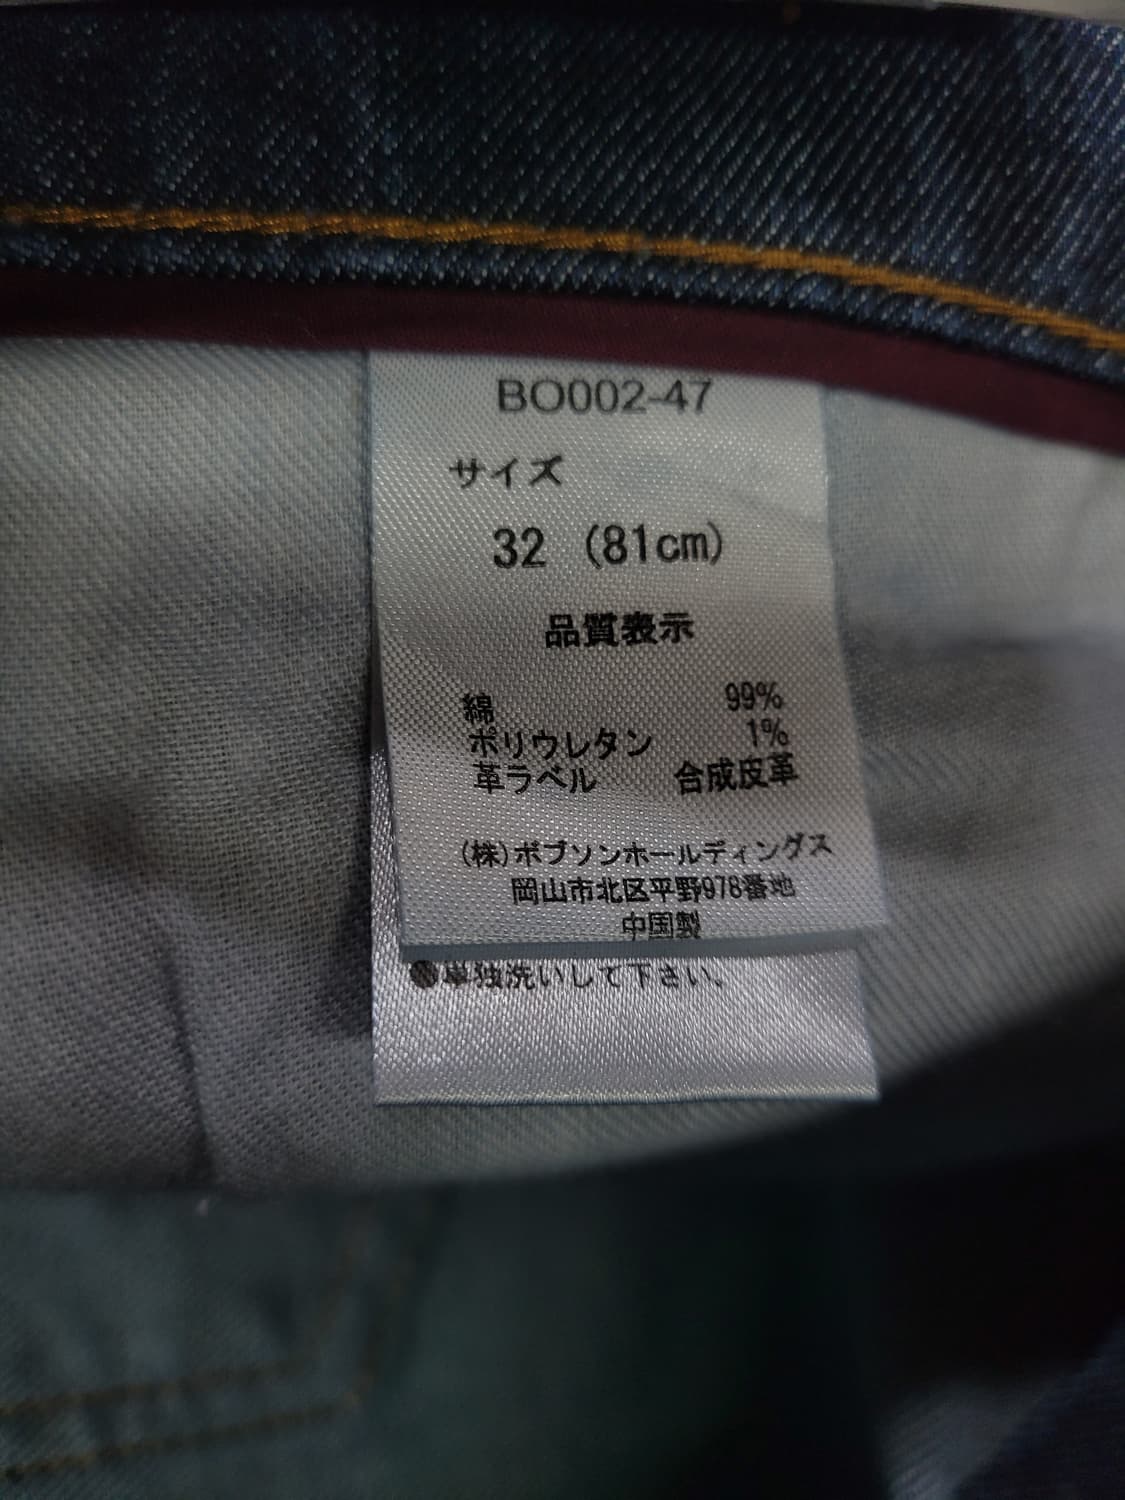 BO002-47
サイズ
32 (81cm)
品質表示
綿 99%
ポリウレタン 1%
革ラベル 合成皮革
(株)ボブソンホールディングス
岡山市北区平野978番地
中国製
●単独洗いして下さい。